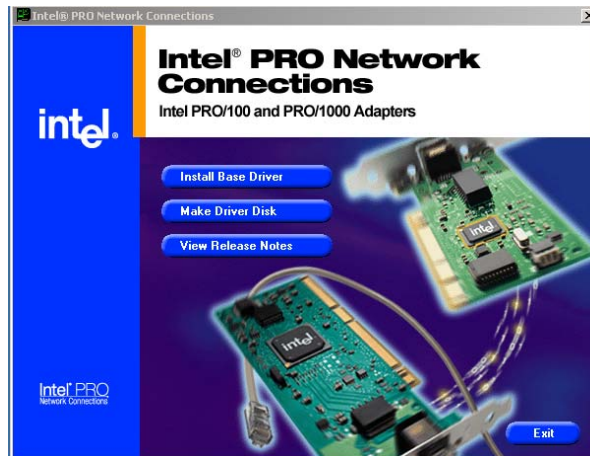 Intel® PRO Network Connections
Intel® PRO Network
Connections
Intel PRO/100 and PRO/1000 Adapters
intel®
Install Base Driver
Make Driver Disk
View Release Notes
intel
intel
Intel® PRO
Network Connections
Exit